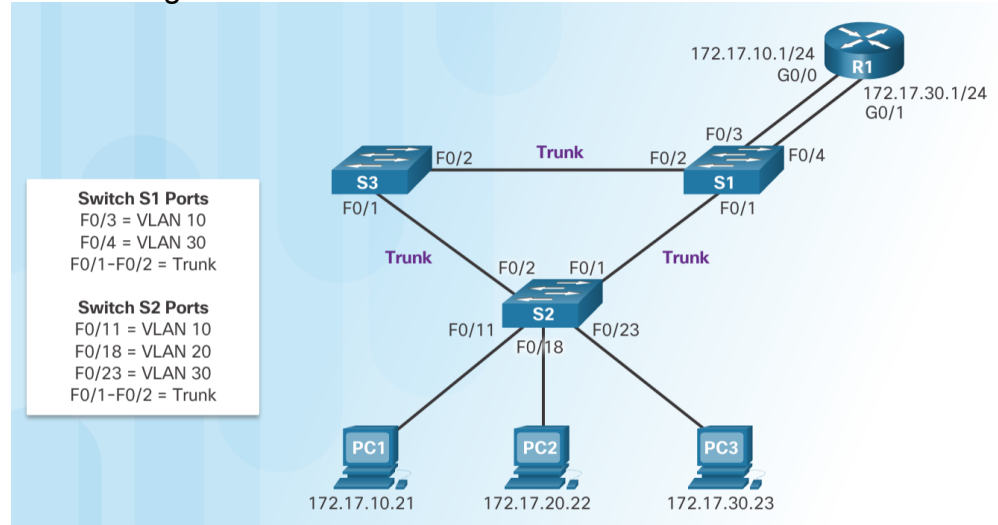 172.17.10.1/24
G0/0
R1
172.17.30.1/24
G0/1
F0/3
F0/2
Trunk
F0/2
F0/4
S3
S1
F0/1
F0/1
Switch S1 Ports
F0/3 = VLAN 10
F0/4 = VLAN 30
F0/1-F0/2 = Trunk
Switch S2 Ports
F0/11 = VLAN 10
F0/18 = VLAN 20
F0/23 = VLAN 30
F0/1-F0/2 = Trunk
Trunk
Trunk
F0/2
F0/1
S2
F0/11
F0/23
F0/18
PC1
PC2
PC3
172.17.10.21
172.17.20.22
172.17.30.23